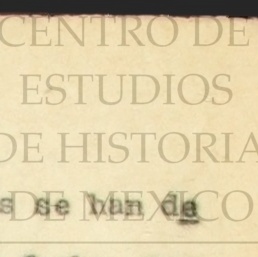 CENTRO DE
ESTUDIOS
DE HISTORIA
DE MEXICO
s se han de